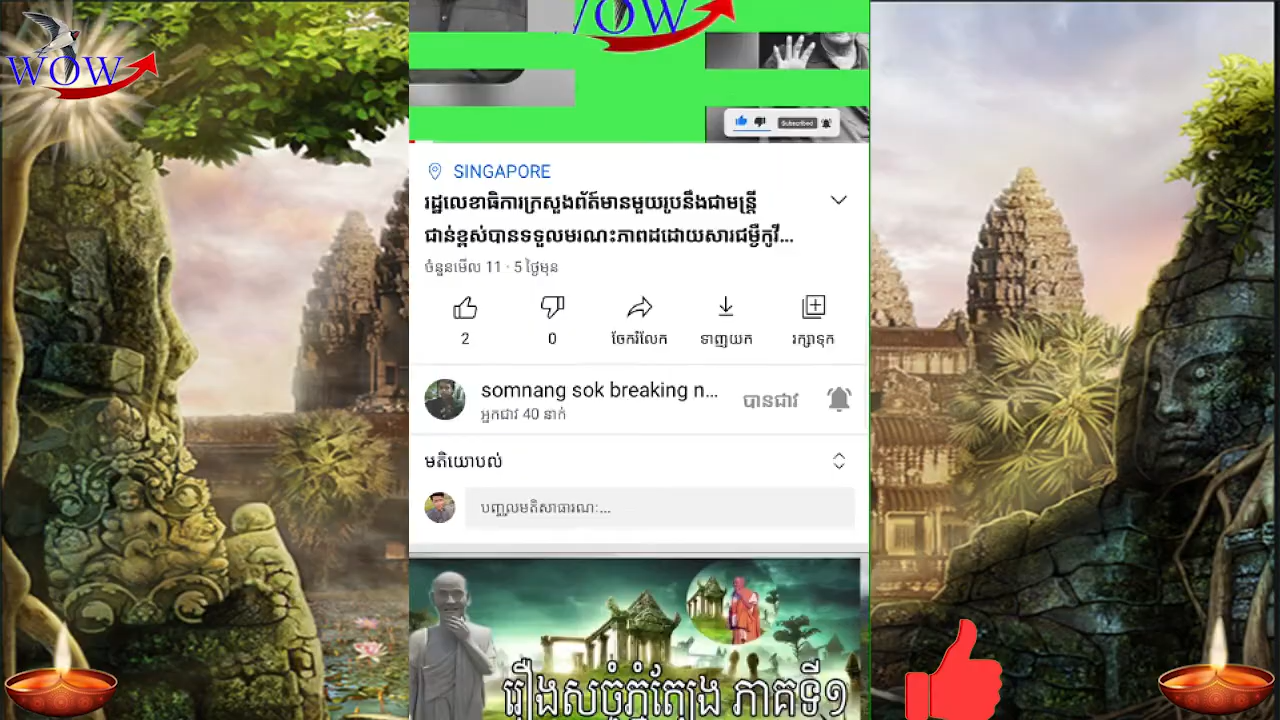 WOW
WOW
Subscribed
SINGAPORE
រដ្ឋលេខាធិការក្រសួងព័ត៌មានមួយរូបនឹងជាមន្ត្រី
ជាន់ខ្ពស់បានទទួលមរណះភាពដដោយសារជម្ងឺកូវី...
ចំនួនមើល 11 · 5 ថ្ងៃមុន
2
0
ចែករំលែក
ទាញយក
រក្សាទុក
somnang sok breaking n...
បានជាវ
អ្នកជាវ 40 នាក់
មតិយោបល់
បញ្ចូលមតិសាធារណៈ...
រឿងសចូំភ្នំត្បែង ភាគទី១